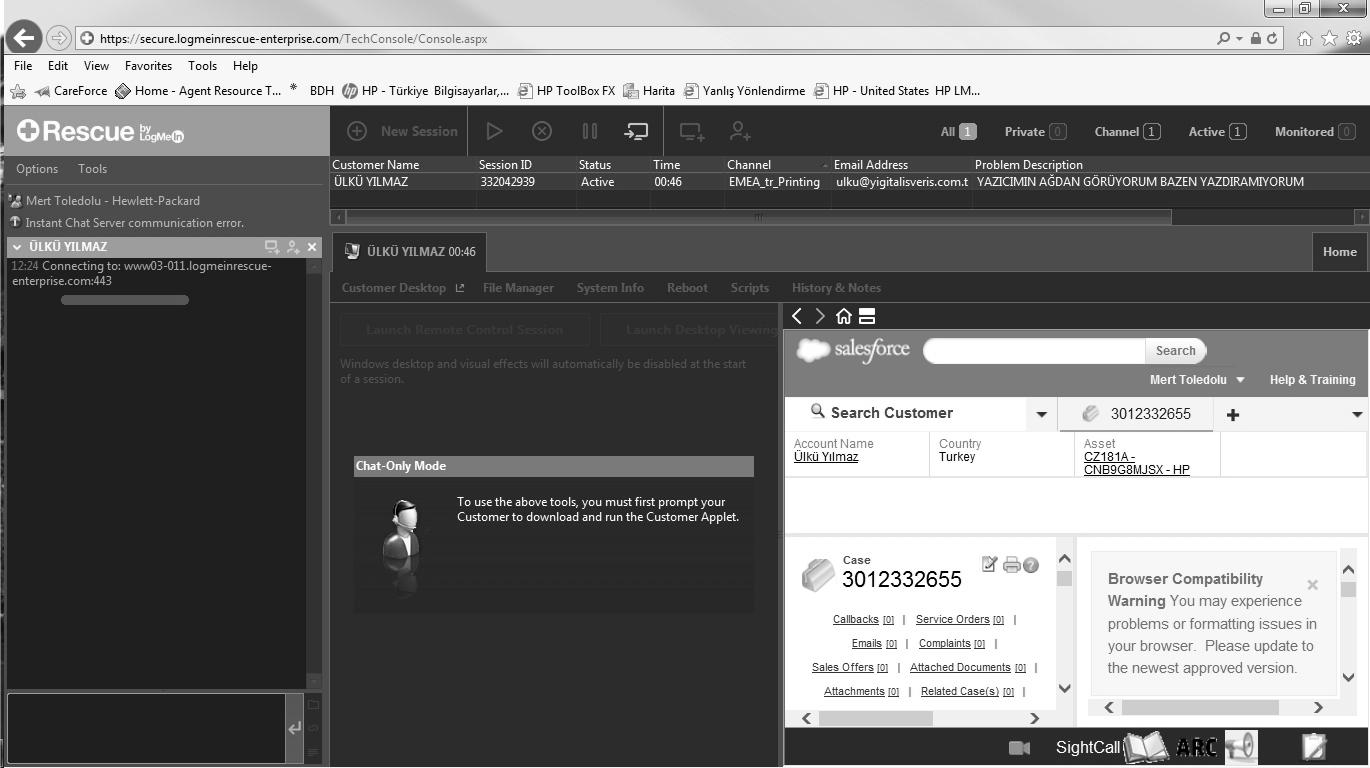 https://secure.logmeinrescue-enterprise.com/TechConsole/Console.aspx
File Edit View Favorites Tools Help
CareForce Home - Agent Resource T... BDH HP - Türkiye Bilgisayarlar,... HP ToolBox FX Harita Yanlış Yönlendirme HP - United States HP LM...
Rescue by LogMeIn
New Session
All 1 Private 0 Channel 1 Active 1 Monitored 0
Options Tools
Customer Name Session ID Status Time Channel Email Address Problem Description
ÜLKÜ YILMAZ 332042939 Active 00:46 EMEA_tr_Printing ulku@yigitalisveris.com.t YAZICIMIN AĞDAN GÖRÜYORUM BAZEN YAZDIRAMIYORUM
Mert Toledolu - Hewlett-Packard
Instant Chat Server communication error.
ÜLKÜ YILMAZ
12:24 Connecting to: www03-011.logmeinrescue-
enterprise.com:443
ÜLKÜ YILMAZ 00:46
Home
Customer Desktop File Manager System Info Reboot Scripts History & Notes
Launch Remote Control Session Launch Desktop Viewing
Windows desktop and visual effects will automatically be disabled at the start
of a session.
Chat-Only Mode
To use the above tools, you must first prompt your
Customer to download and run the Customer Applet.
salesforce
Search
Mert Toledolu Help & Training
Search Customer
3012332655
Account Name Country Asset
Ülkü Yılmaz Turkey CZ181A -
CNB9G8MJSX - HP
Case
3012332655
Callbacks [0] | Service Orders [0] |
Emails [0] | Complaints [0] |
Sales Offers [0] | Attached Documents [0] |
Attachments [0] | Related Case(s) [0] |
Browser Compatibility
Warning You may experience
problems or formatting issues in
your browser. Please update to
the newest approved version.
SightCall
ARC